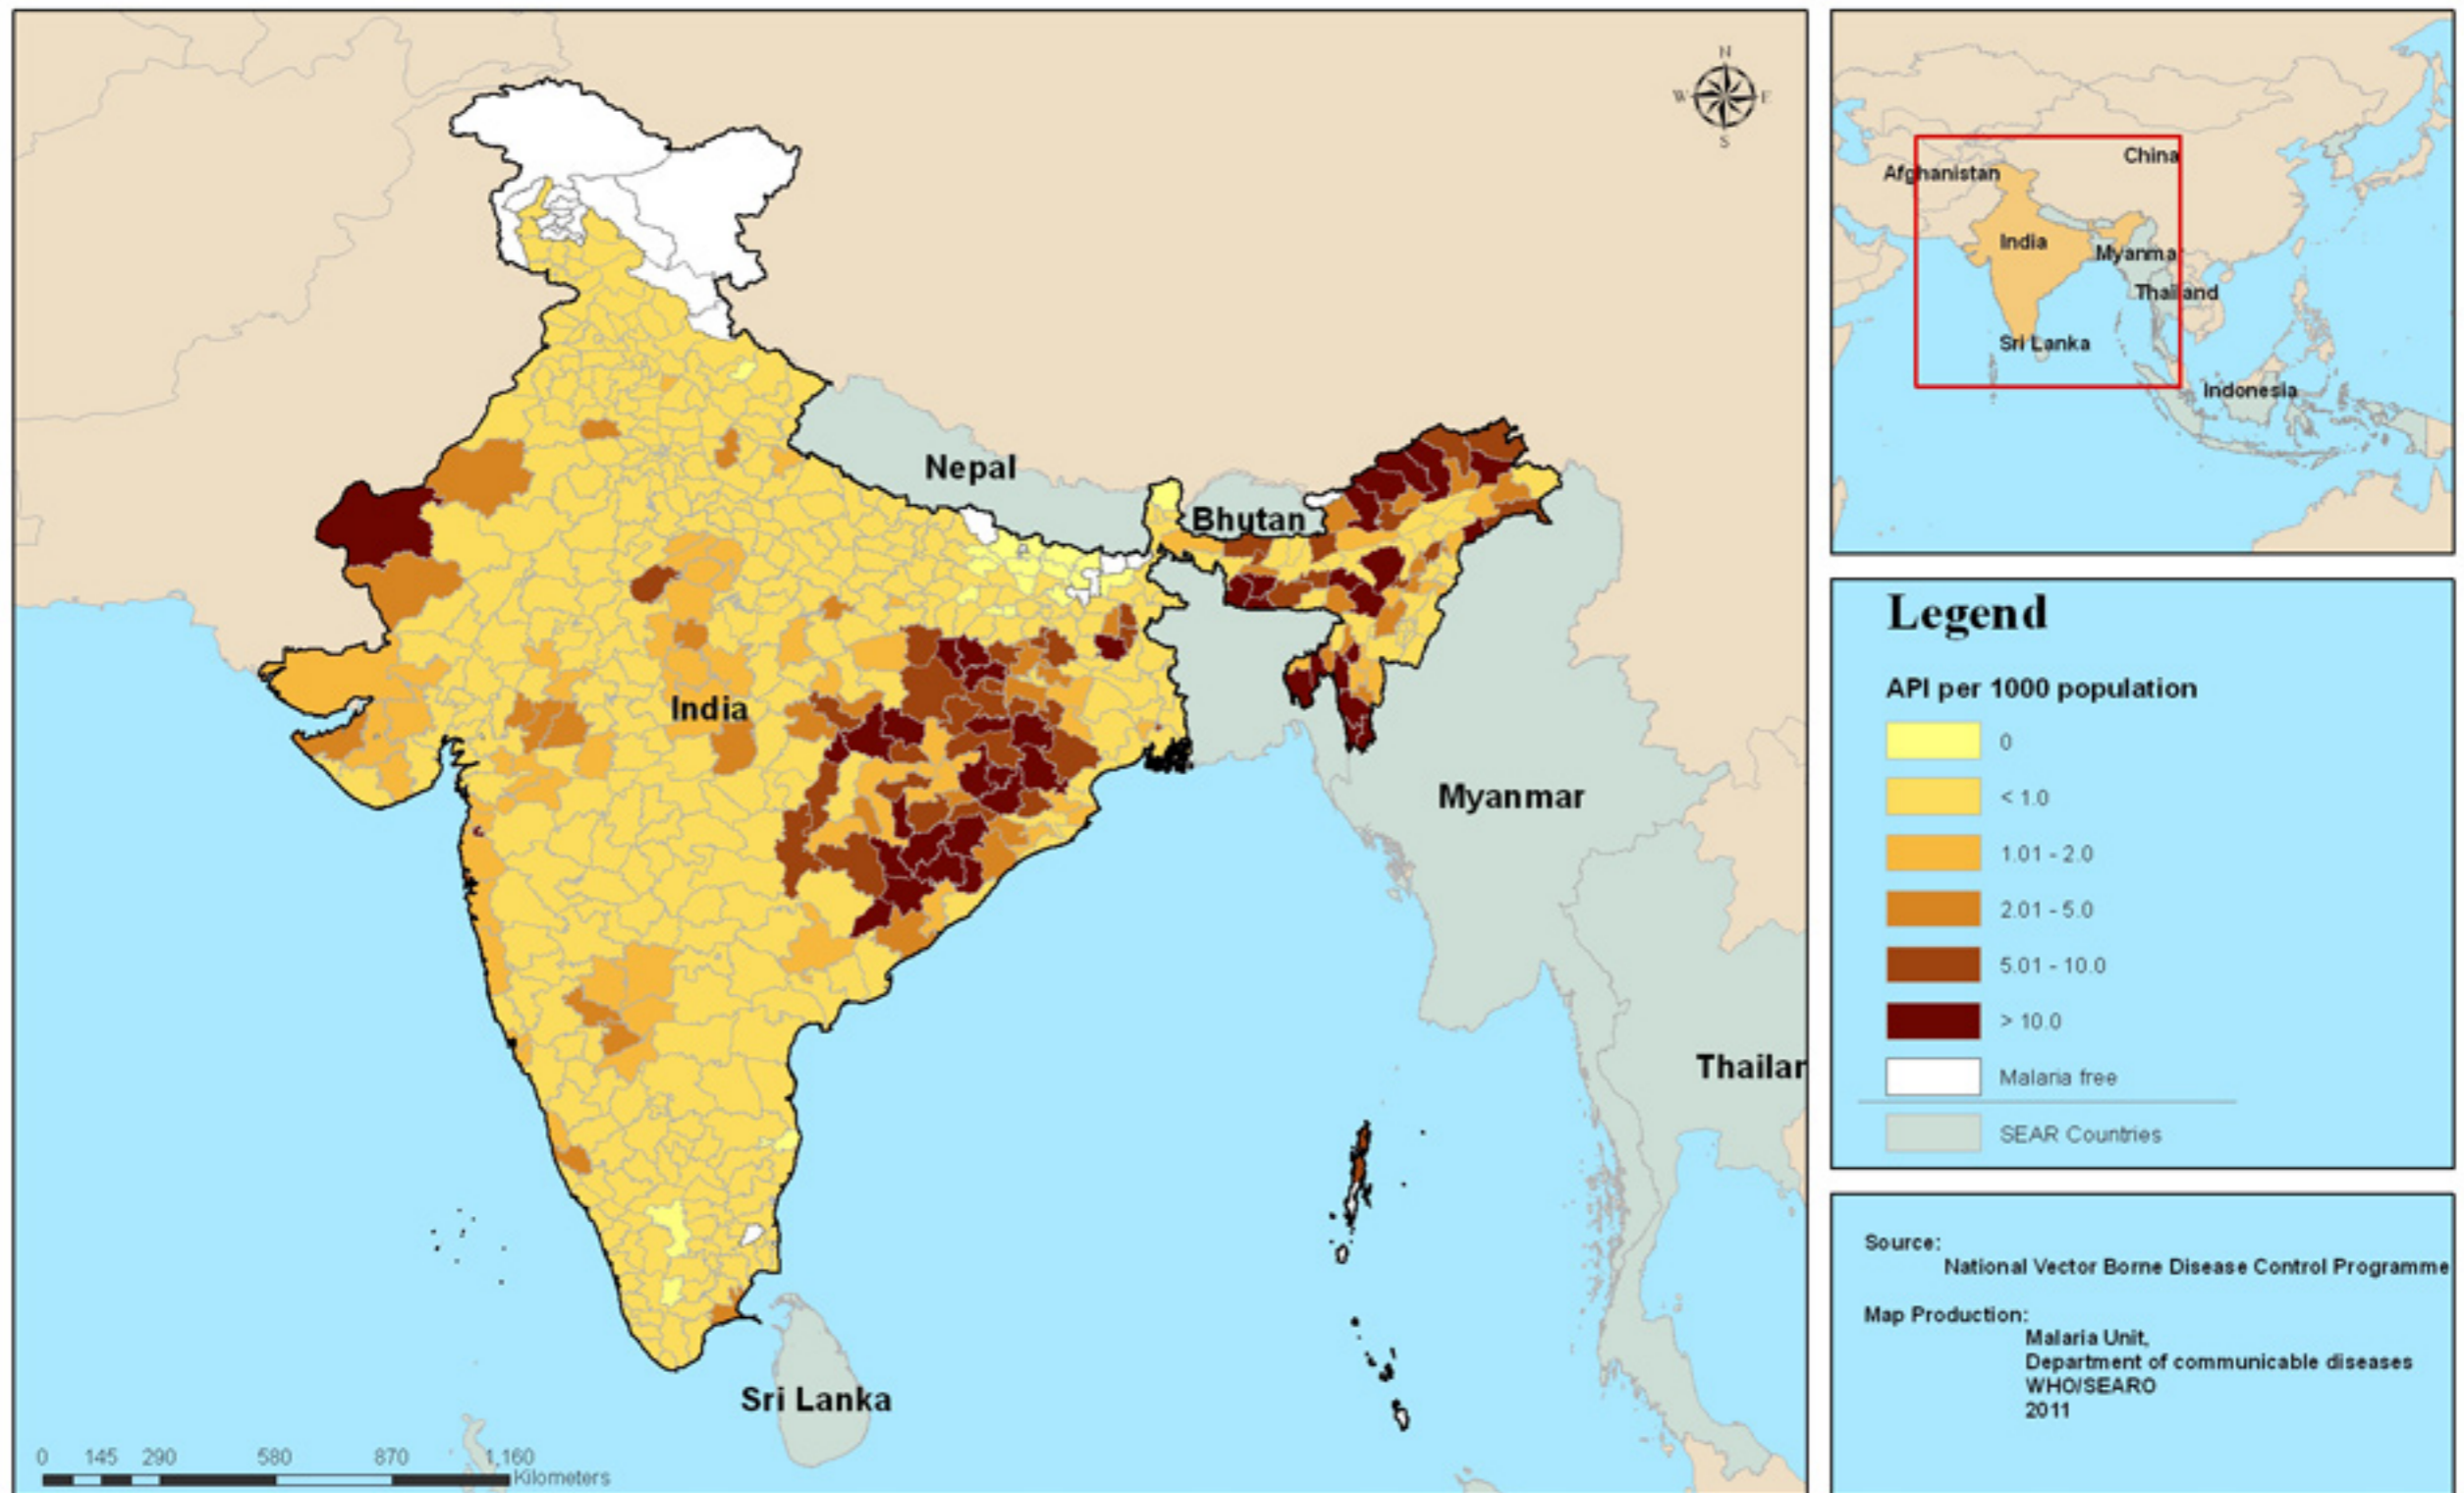 N
W
E
S
Nepal
Bhutan
India
Myanmar
Thailar
Sri Lanka
0 145 290 580 870 1,160
Kilometers
China
Afghanistan
India
Myanma
Thailand
Sri Lanka
Indonesia
Legend
API per 1000 population
0
< 1.0
1.01 - 2.0
2.01 - 5.0
5.01 - 10.0
> 10.0
Malaria free
SEAR Countries
Source:
National Vector Borne Disease Control Programme
Map Production:
Malaria Unit,
Department of communicable diseases
WHO/SEARO
2011